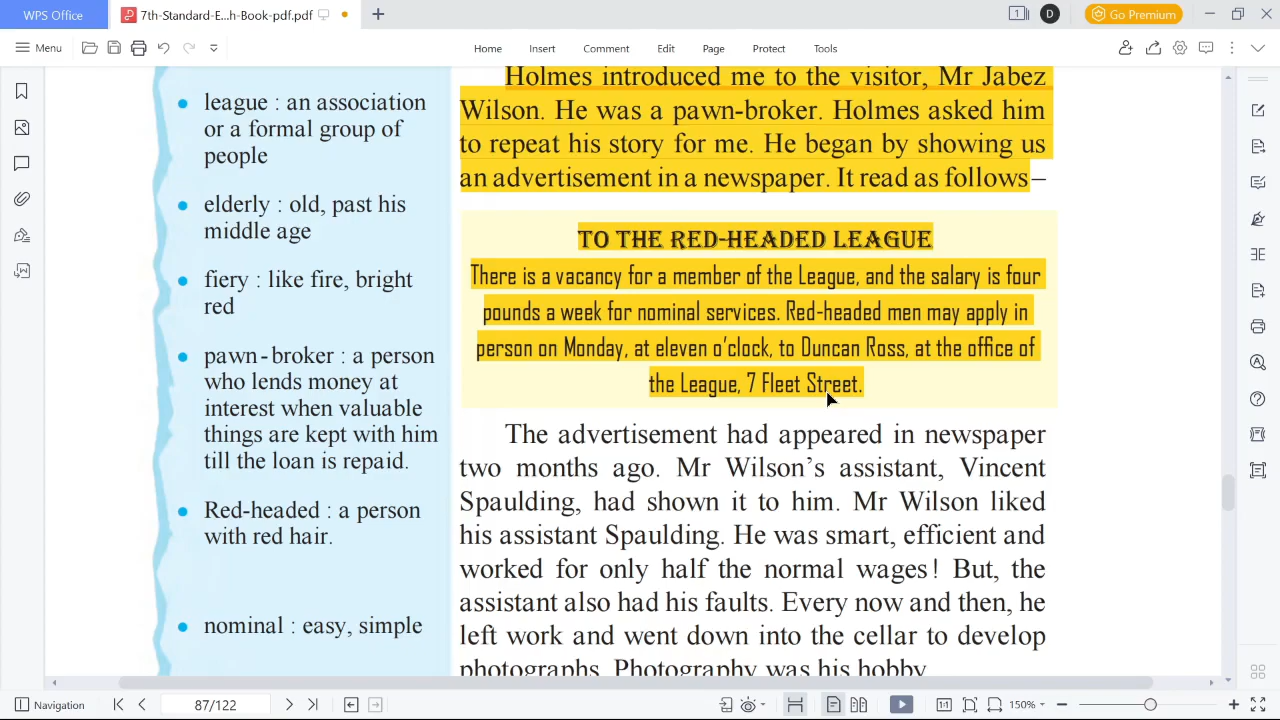 WPS Office
7th-Standard-E...h-Book-pdf.pdf
1
D
Go Premium
Menu
Home Insert Comment Edit Page Protect Tools
league : an association
or a formal group of
people
elderly : old, past his
middle age
fiery : like fire, bright
red
pawn-broker : a person
who lends money at
interest when valuable
things are kept with him
till the loan is repaid.
Red-headed : a person
with red hair.
nominal : easy, simple
Holmes introduced me to the visitor, Mr Jabez
Wilson. He was a pawn-broker. Holmes asked him
to repeat his story for me. He began by showing us
an advertisement in a newspaper. It read as follows –
TO THE RED-HEADED LEAGUE
There is a vacancy for a member of the League, and the salary is four
pounds a week for nominal services. Red-headed men may apply in
person on Monday, at eleven o'clock, to Duncan Ross, at the office of
the League, 7 Fleet Street.
The advertisement had appeared in newspaper
two months ago. Mr Wilson's assistant, Vincent
Spaulding, had shown it to him. Mr Wilson liked
his assistant Spaulding. He was smart, efficient and
worked for only half the normal wages! But, the
assistant also had his faults. Every now and then, he
left work and went down into the cellar to develop
photographs. Photography was his hobby.
Navigation
87/122
1:1
150%